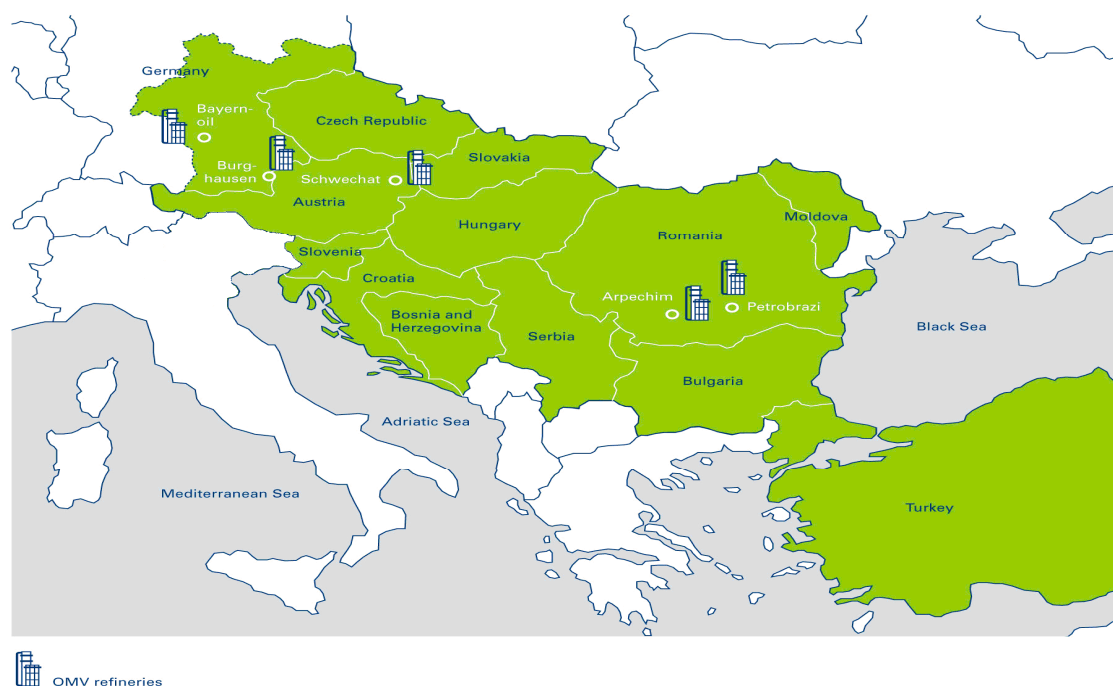 Germany
Bayern-
oil
Czech Republic
Slovakia
Burg-
hausen
Schwechat
Austria
Moldova
Hungary
Romania
Slovenia
Croatia
Arpechim
Petrobrazi
Bosnia and
Herzegovina
Serbia
Black Sea
Bulgaria
Adriatic Sea
Mediterranean Sea
Turkey
OMV refineries